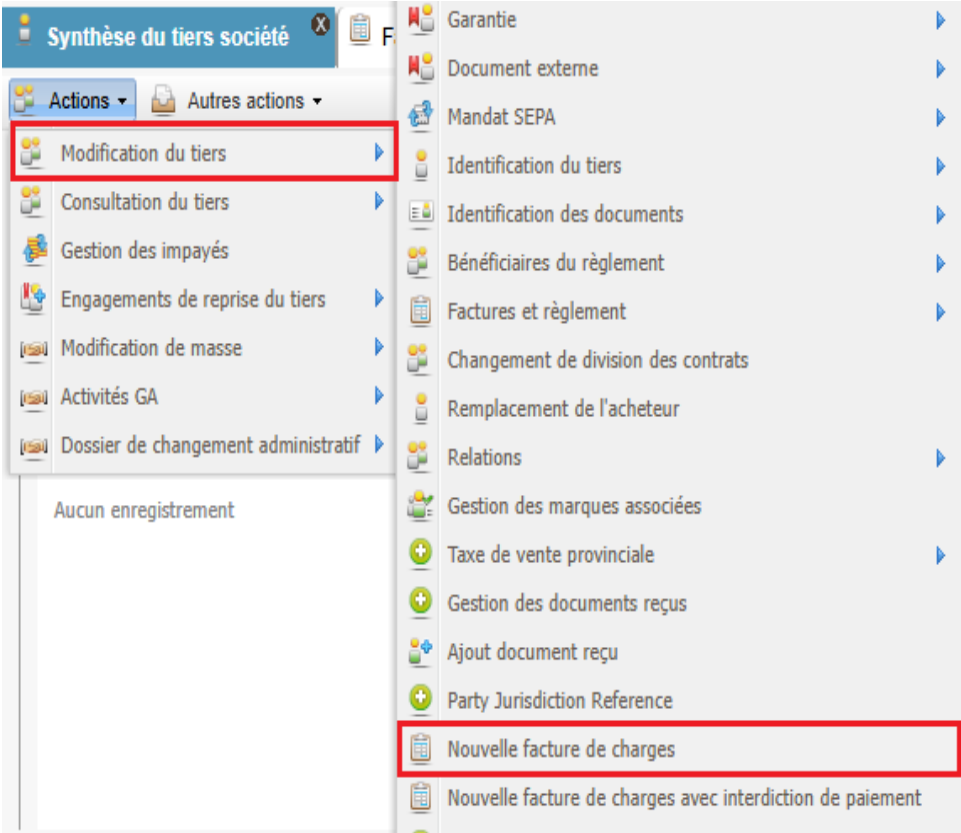 Synthèse du tiers société
F
Actions
Autres actions
Modification du tiers
Consultation du tiers
Gestion des impayés
Engagements de reprise du tiers
Modification de masse
Activités GA
Dossier de changement administratif
Aucun enregistrement
Garantie
Document externe
Mandat SEPA
Identification du tiers
Identification des documents
Bénéficiaires du règlement
Factures et règlement
Changement de division des contrats
Remplacement de l'acheteur
Relations
Gestion des marques associées
Taxe de vente provinciale
Gestion des documents reçus
Ajout document reçu
Party Jurisdiction Reference
Nouvelle facture de charges
Nouvelle facture de charges avec interdiction de paiement